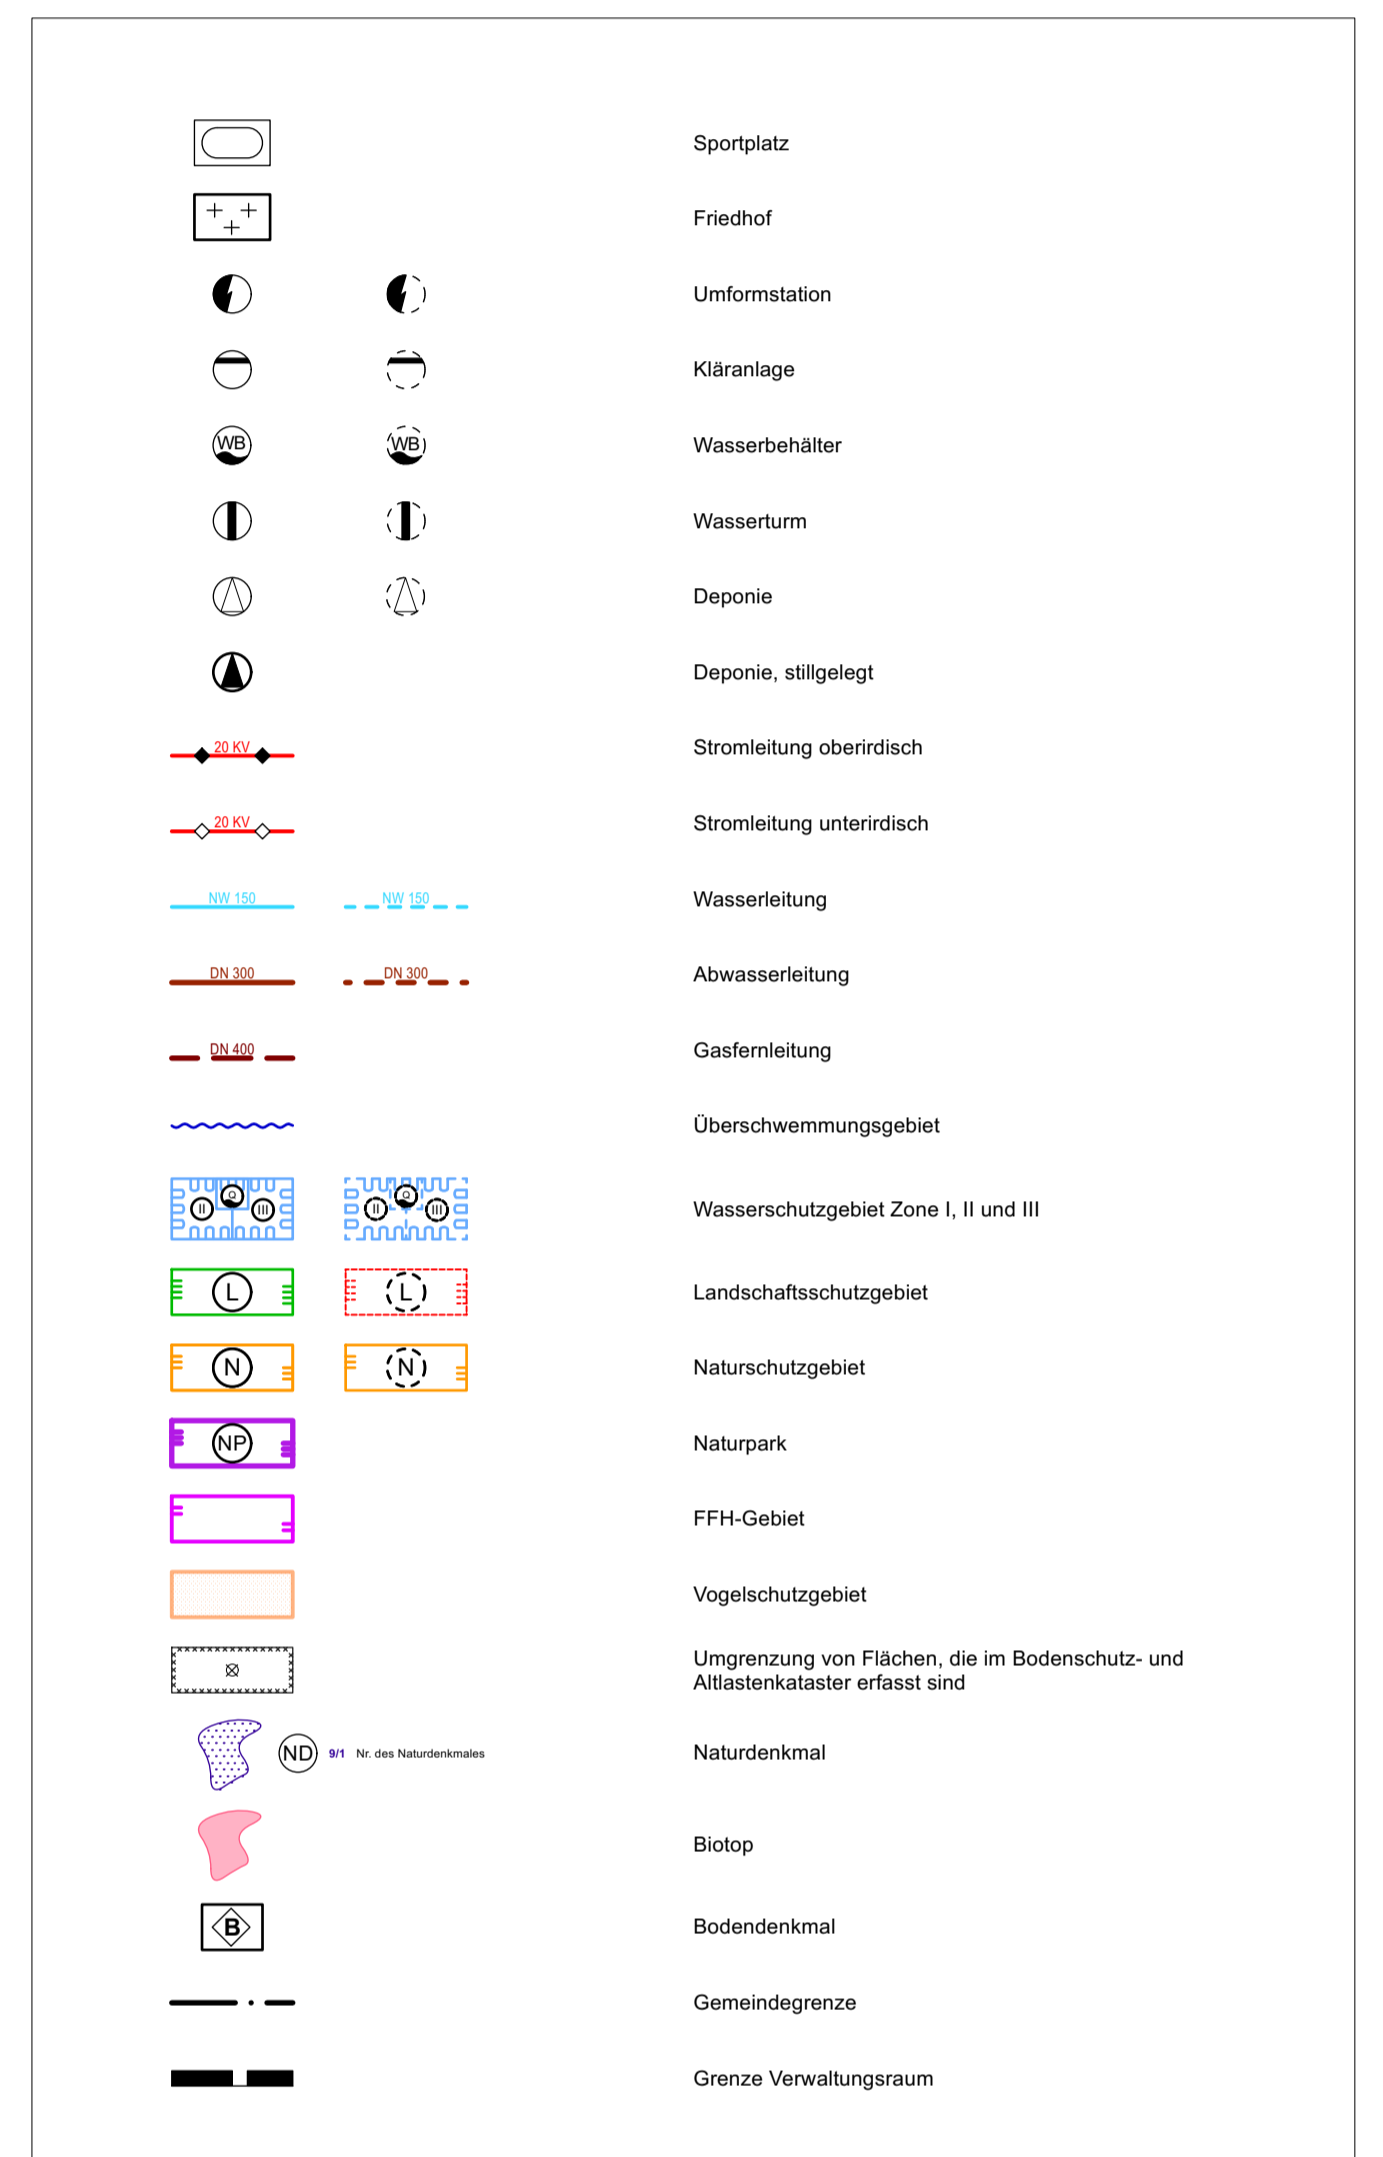 Sportplatz
Friedhof
Umformstation
Kläranlage
WB WB Wasserbehälter
Wasserturm
Deponie
Deponie, stillgelegt
20 KV Stromleitung oberirdisch
20 KV Stromleitung unterirdisch
NW 150 NW 150 Wasserleitung
DN 300 DN 300 Abwasserleitung
DN 400 Gasfernleitung
Überschwemmungsgebiet
II Q III II Q III Wasserschutzgebiet Zone I, II und III
L L Landschaftsschutzgebiet
N N Naturschutzgebiet
NP Naturpark
FFH-Gebiet
Vogelschutzgebiet
Umgrenzung von Flächen, die im Bodenschutz- und
Altlastenkataster erfasst sind
ND 9/1 Nr. des Naturdenkmales Naturdenkmal
Biotop
B Bodendenkmal
Gemeindegrenze
Grenze Verwaltungsraum